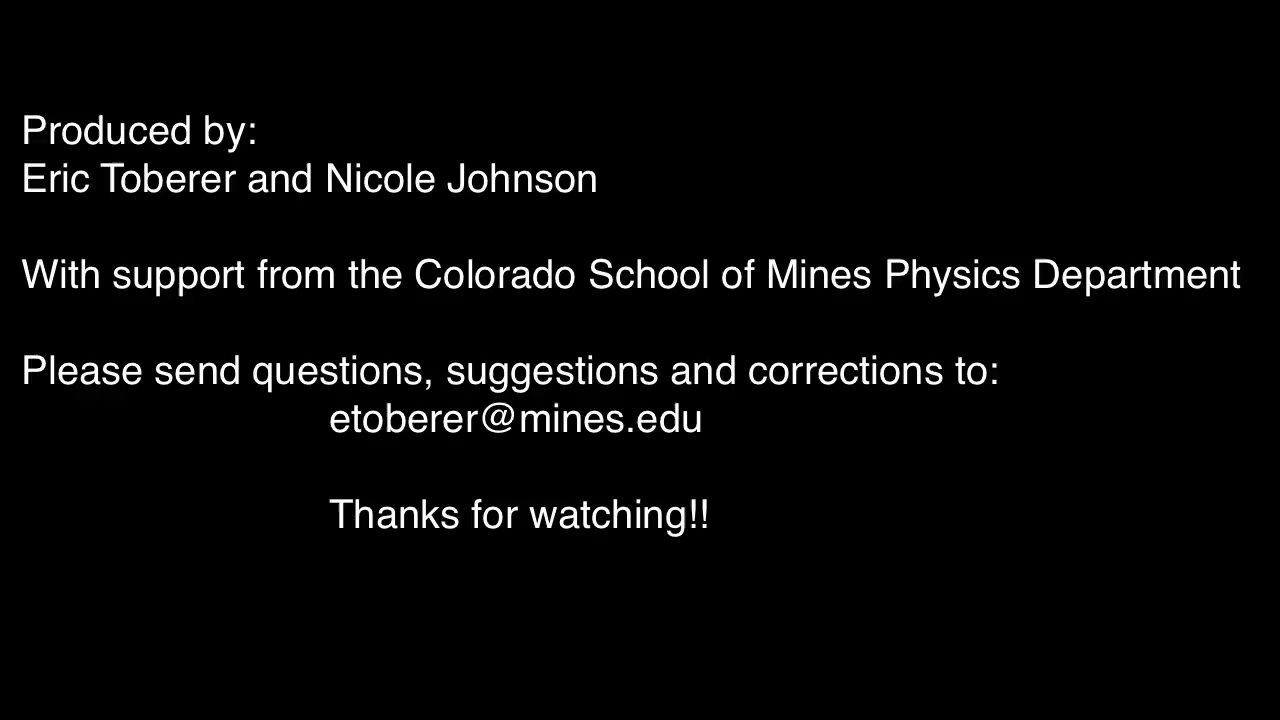 Produced by:
Eric Toberer and Nicole Johnson
With support from the Colorado School of Mines Physics Department
Please send questions, suggestions and corrections to:
etoberer@mines.edu
Thanks for watching!!